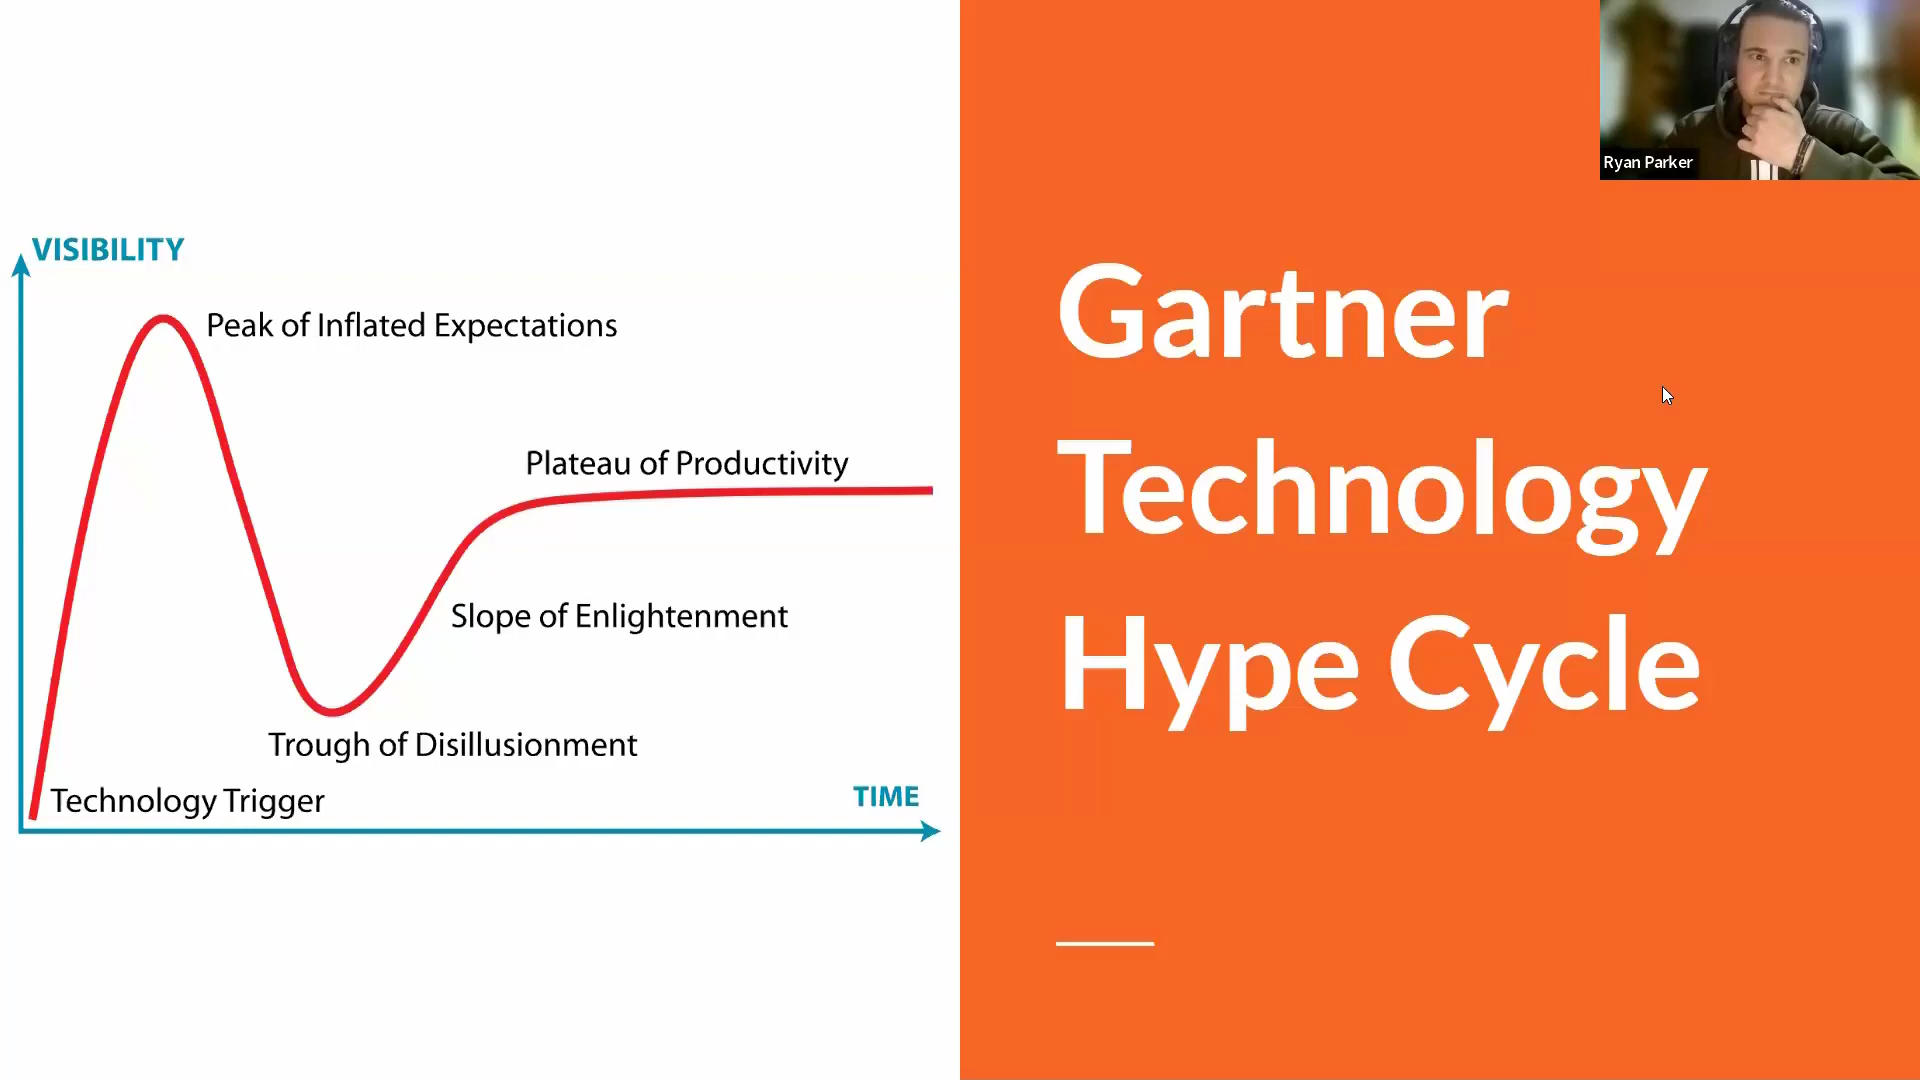 VISIBILITY
Peak of Inflated Expectations
Plateau of Productivity
Slope of Enlightenment
Trough of Disillusionment
Technology Trigger
TIME
Gartner
Technology
Hype Cycle
Ryan Parker